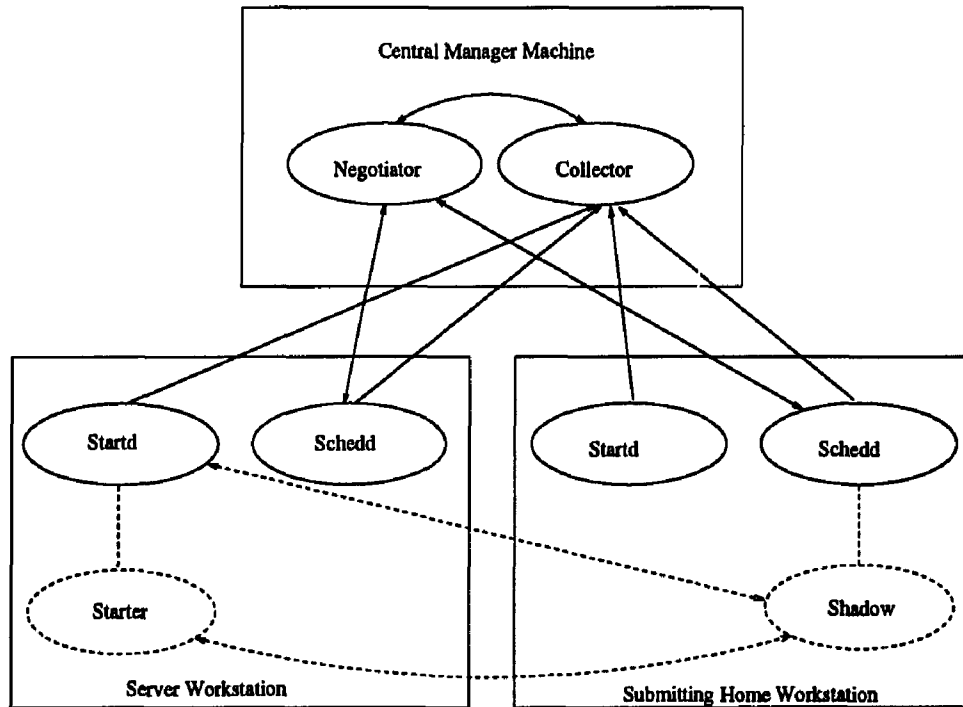 Central Manager Machine
Negotiator
Collector
Startd
Schedd
Startd
Schedd
Starter
Shadow
Server Workstation
Submitting Home Workstation